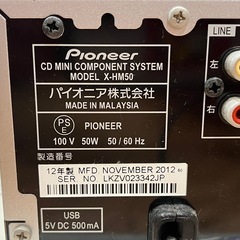 Pioneer
CD MINI COMPONENT SYSTEM
MODEL X-HM50
パイオニア株式会社
MADE IN MALAYSIA
PS
E
PIONEER
100 V 50W 50 / 60 Hz
製造番号
12年製 MFD. NOVEMBER 2012
SER. NO. LKZV023342JP
USB
5V DC 500 mA
LINE
左
右